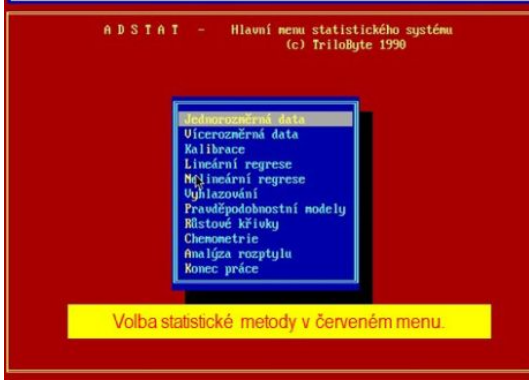 A D S T A T - Hlavní menu statistického systému
(c) TriloByte 1990
Jednorozměrná data
Vícerozměrná data
Kalibrace
Lineární regrese
Nelineární regrese
Vyhlazování
Pravděpodobnostní modely
Růstové křivky
Chemometrie
Analýza rozptylu
Konec práce
Volba statistické metody v červeném menu.